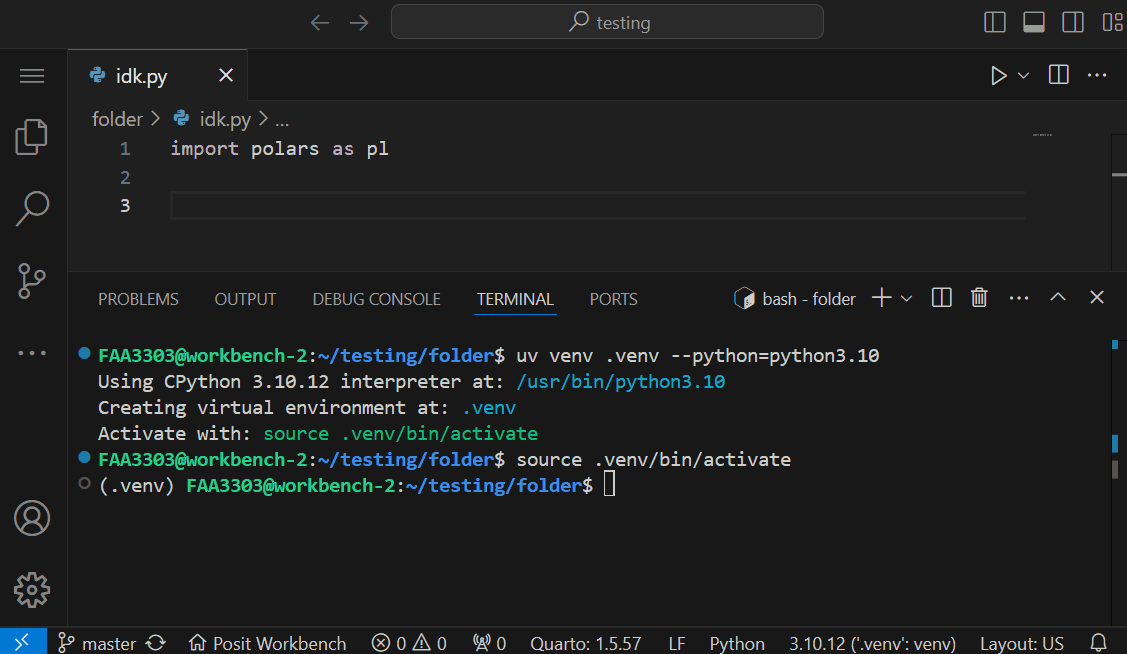 testing
idk.py
folder > idk.py > ...
1 import polars as pl
2
3
PROBLEMS OUTPUT DEBUG CONSOLE TERMINAL PORTS bash - folder
FAA3303@workbench-2:~/testing/folder$ uv venv .venv --python=python3.10
Using CPython 3.10.12 interpreter at: /usr/bin/python3.10
Creating virtual environment at: .venv
Activate with: source .venv/bin/activate
FAA3303@workbench-2:~/testing/folder$ source .venv/bin/activate
(.venv) FAA3303@workbench-2:~/testing/folder$
master Posit Workbench 0 0 0 Quarto: 1.5.57 LF Python 3.10.12 ('.venv': venv) Layout: US